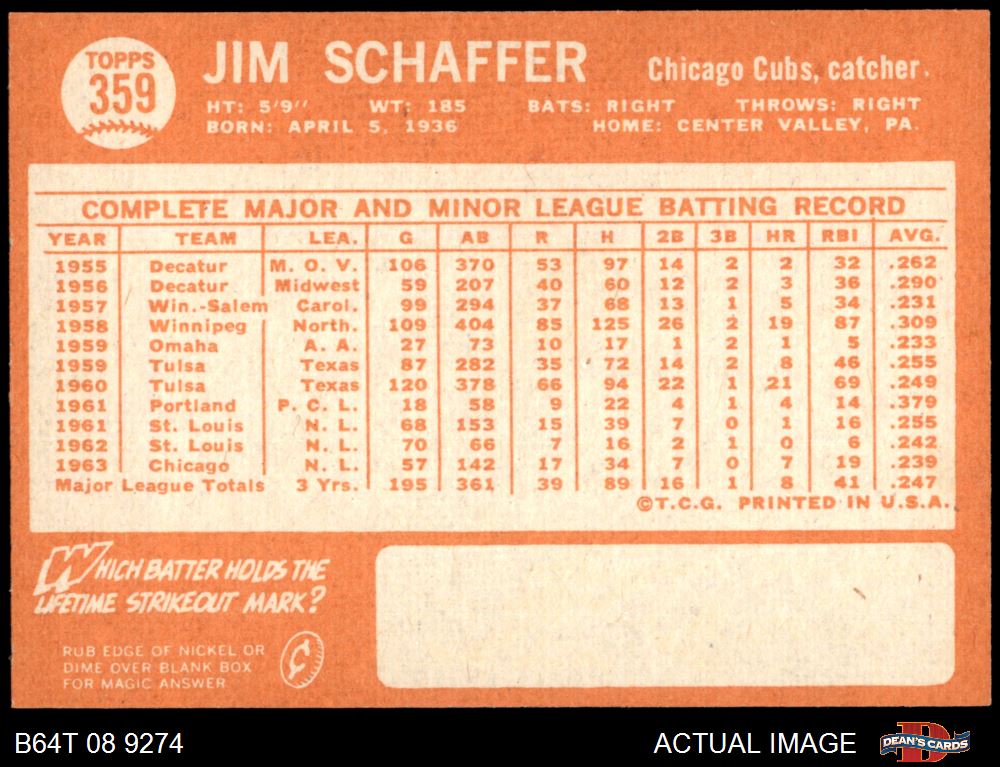 TOPPS
359
JIM SCHAFFER
Chicago Cubs, catcher.
HT: 5'9" WT: 185 BATS: RIGHT THROWS: RIGHT
BORN: APRIL 5, 1936 HOME: CENTER VALLEY, PA.
COMPLETE MAJOR AND MINOR LEAGUE BATTING RECORD
YEAR TEAM LEA. G AB R H 2B 3B HR RBI AVG.
1955 Decatur M. O. V. 106 370 53 97 14 2 2 32 .262
1956 Decatur Midwest 59 207 40 60 12 2 3 36 .290
1957 Win.-Salem Carol. 99 294 37 68 13 1 5 34 .231
1958 Winnipeg North. 109 404 85 125 26 2 19 87 .309
1959 Omaha A. A. 27 73 10 17 1 2 1 5 .233
1959 Tulsa Texas 87 282 35 72 14 2 8 46 .255
1960 Tulsa Texas 120 378 66 94 22 1 21 69 .249
1961 Portland P. C. L. 18 58 9 22 4 1 4 14 .379
1961 St. Louis N. L. 68 153 15 39 7 0 1 16 .255
1962 St. Louis N. L. 70 66 7 16 2 1 0 6 .242
1963 Chicago N. L. 57 142 17 34 7 0 7 19 .239
Major League Totals 3 Yrs. 195 361 39 89 16 1 8 41 .247
©T.C.G. PRINTED IN U.S.A.
WHICH BATTER HOLDS THE
LIFETIME STRIKEOUT MARK?
RUB EDGE OF NICKEL OR
DIME OVER BLANK BOX
FOR MAGIC ANSWER
¢
B64T 08 9274
ACTUAL IMAGE
D
DEAN'S CARDS